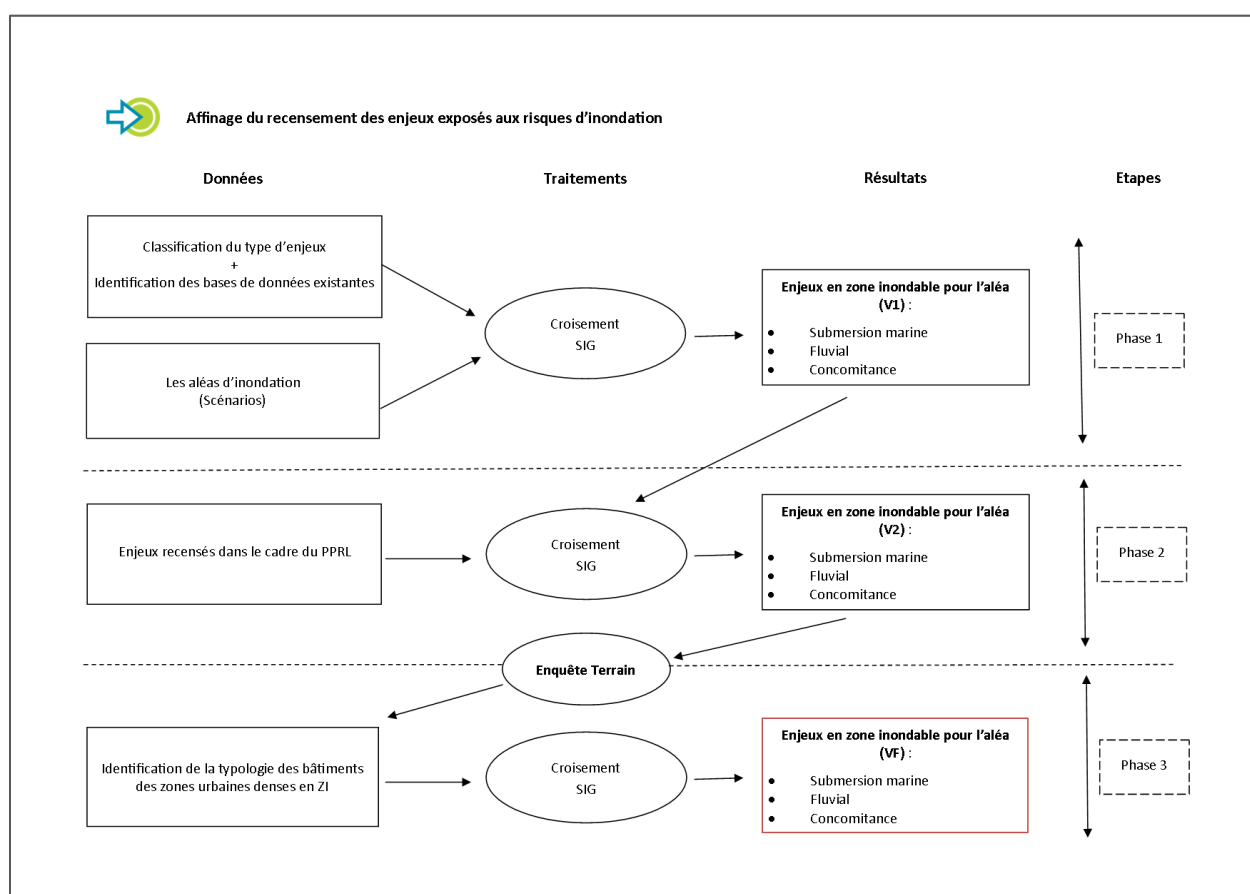 Affinage du recensement des enjeux exposés aux risques d'inondation
Données
Traitements
Résultats
Etapes
Classification du type d'enjeux
+
Identification des bases de données existantes
Les aléas d'inondation
(Scénarios)
Croisement
SIG
Enjeux en zone inondable pour l'aléa
(V1) :
• Submersion marine
• Fluvial
• Concomitance
Phase 1
Enjeux recensés dans le cadre du PPRL
Croisement
SIG
Enjeux en zone inondable pour l'aléa
(V2) :
• Submersion marine
• Fluvial
• Concomitance
Phase 2
Enquête Terrain
Identification de la typologie des bâtiments
des zones urbaines denses en ZI
Croisement
SIG
Enjeux en zone inondable pour l'aléa
(VF) :
• Submersion marine
• Fluvial
• Concomitance
Phase 3